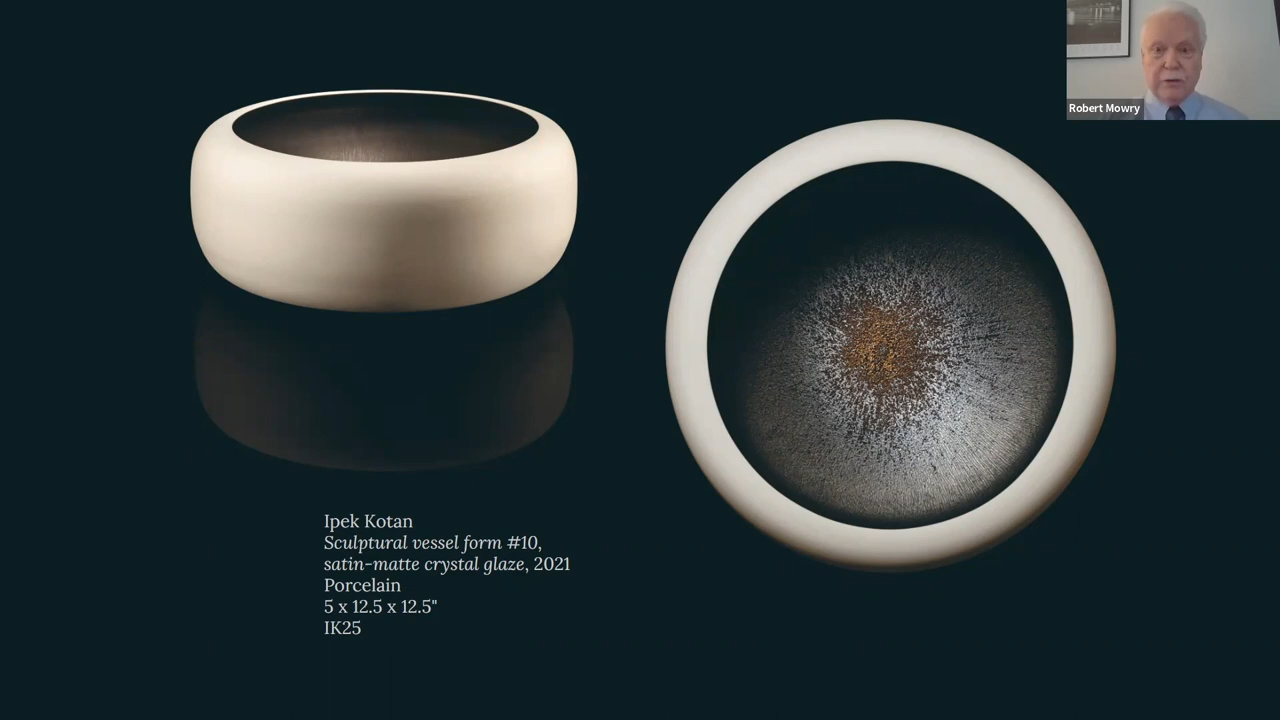 Robert Mowry
Ipek Kotan
Sculptural vessel form #10,
satin-matte crystal glaze, 2021
Porcelain
5 x 12.5 x 12.5"
IK25